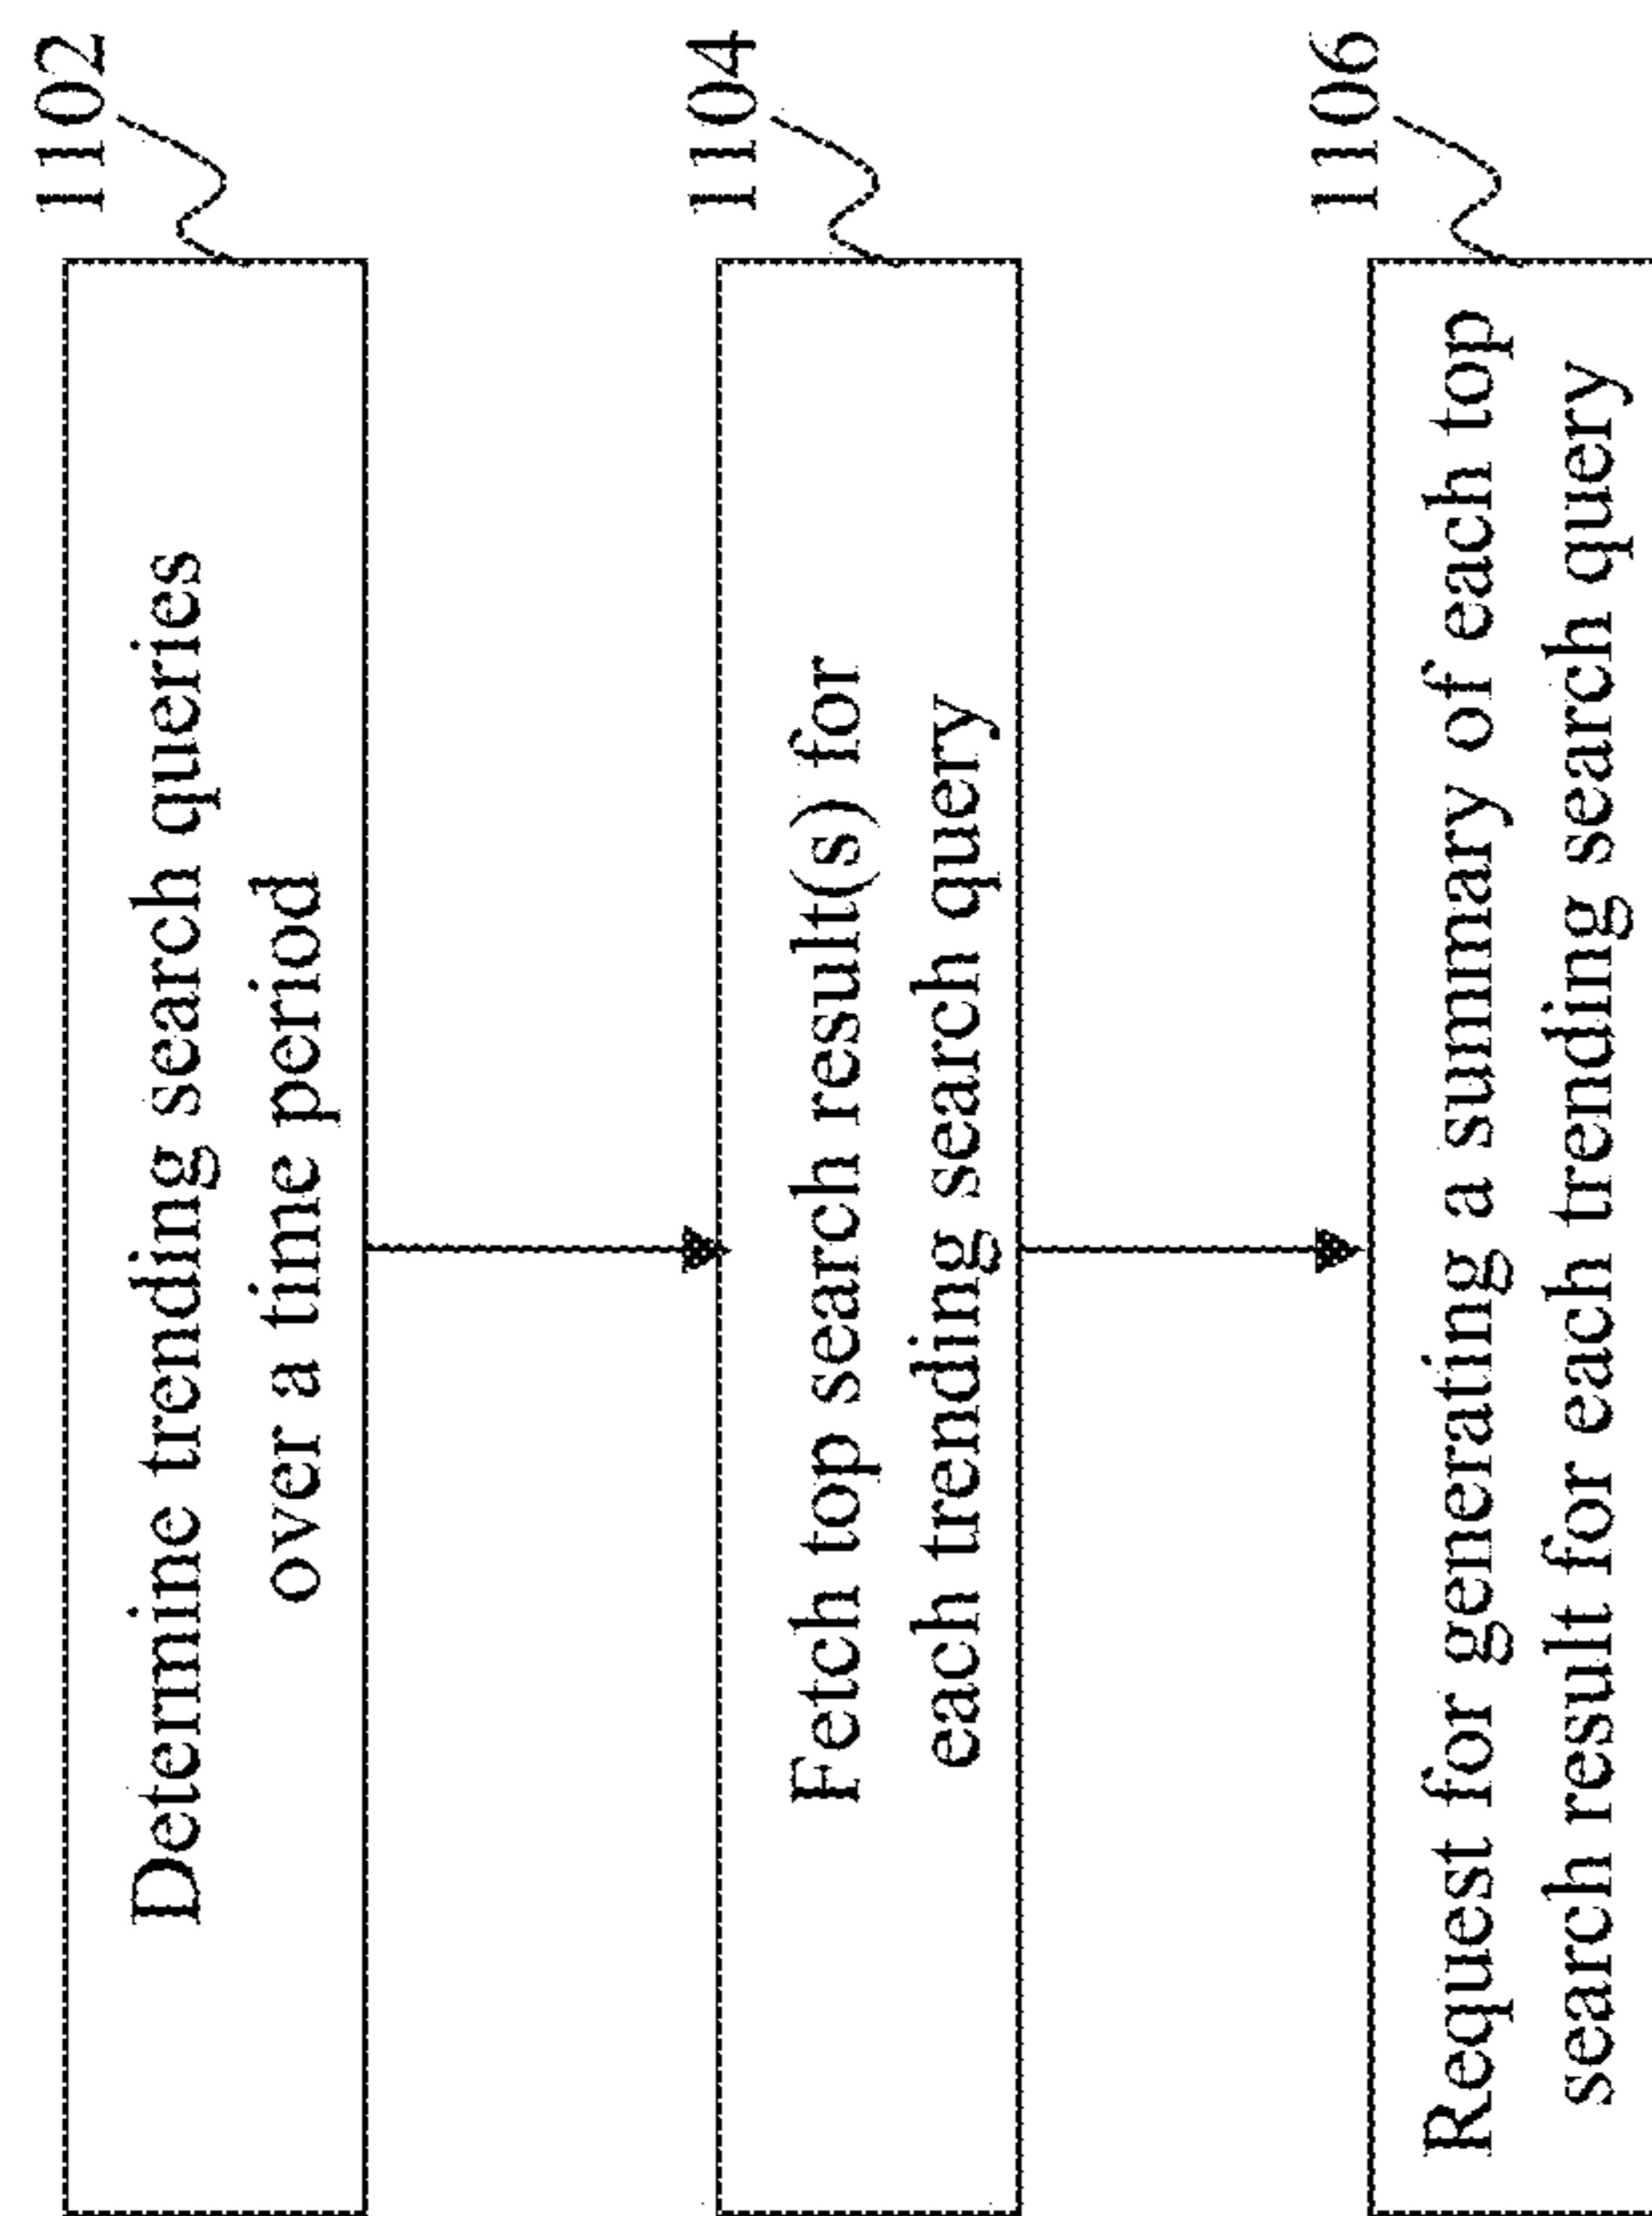 1102
Determine trending search queries
over a time period
1104
Fetch top search result(s) for
each trending search query
1106
Request for generating a summary of each top
search result for each trending search query